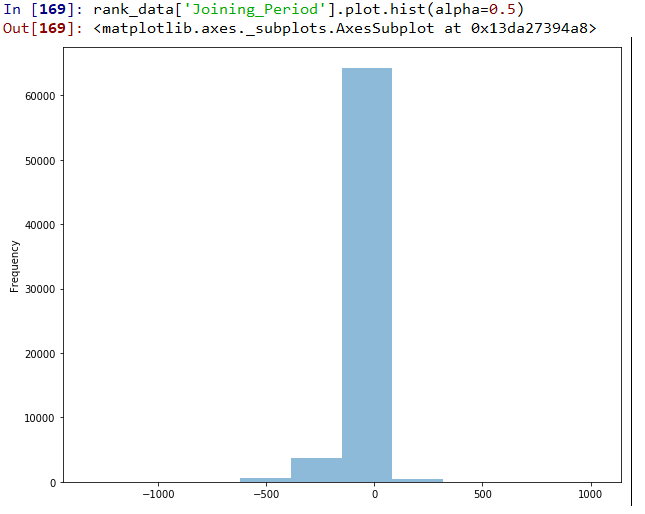 In [169]: rank_data['Joining_Period'].plot.hist(alpha=0.5)
Out[169]: <matplotlib.axes._subplots.AxesSubplot at 0x13da27394a8>
60000
50000
40000
30000
20000
10000
0
Frequency
−1000 −500 0 500 1000